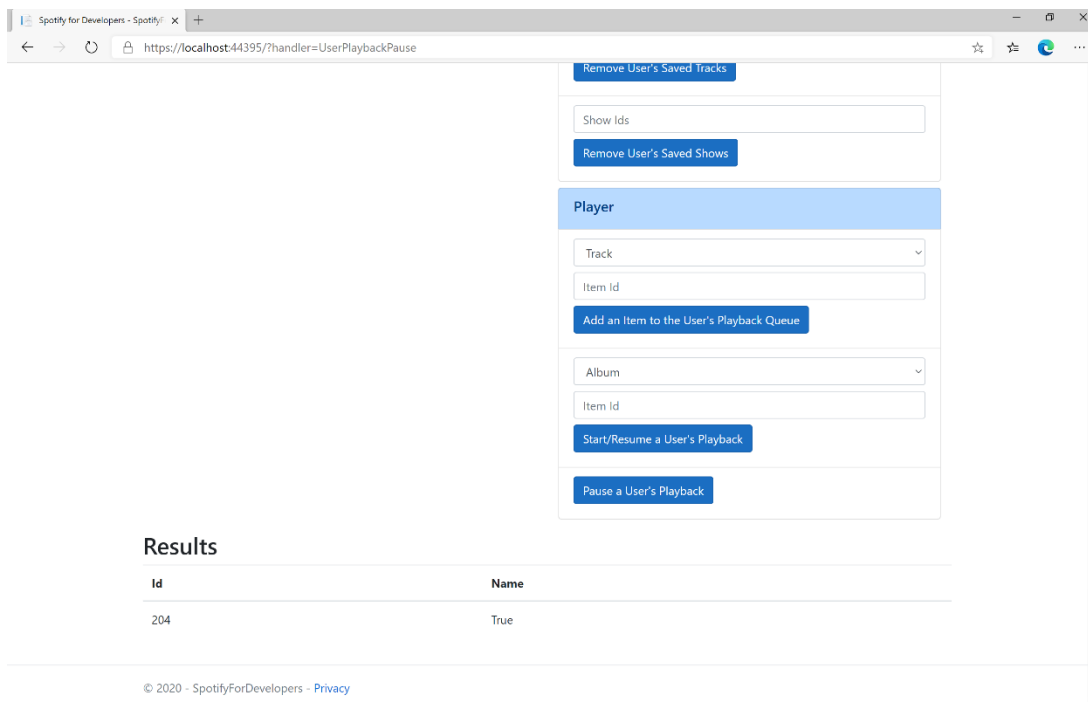 Spotify for Developers - Spotify
https://localhost:44395/?handler=UserPlaybackPause
Remove User's Saved Tracks
Show Ids
Remove User's Saved Shows
Player
Track
Item Id
Add an Item to the User's Playback Queue
Album
Item Id
Start/Resume a User's Playback
Pause a User's Playback
Results
Id Name
204 True
© 2020 - SpotifyForDevelopers - Privacy